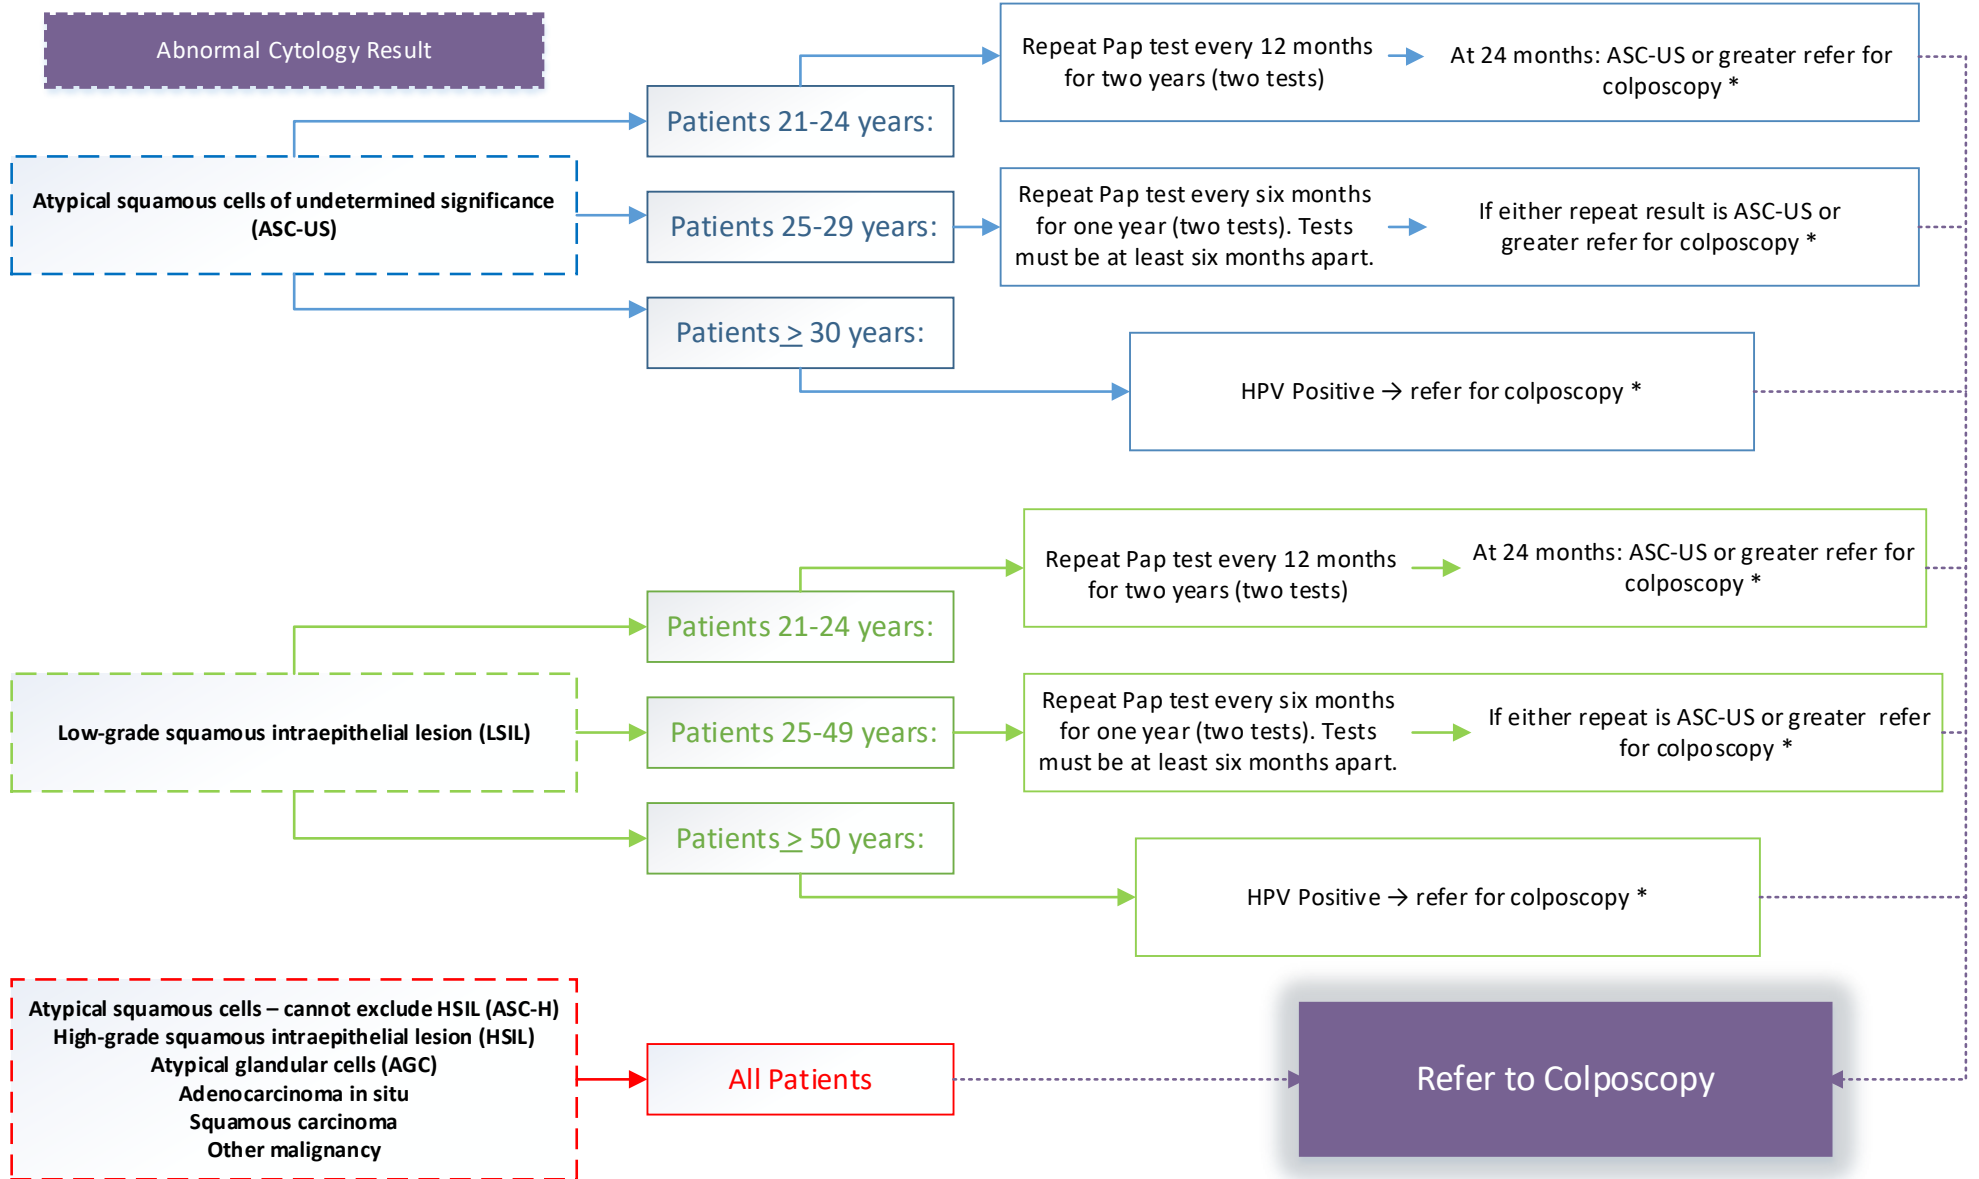 Abnormal Cytology Result
Atypical squamous cells of undetermined significance
(ASC-US)
Patients 21-24 years:
Repeat Pap test every 12 months
for two years (two tests)
At 24 months: ASC-US or greater refer for
colposcopy *
Patients 25-29 years:
Repeat Pap test every six months
for one year (two tests). Tests
must be at least six months apart.
If either repeat result is ASC-US or
greater refer for colposcopy *
Patients ≥ 30 years:
HPV Positive → refer for colposcopy *
Low-grade squamous intraepithelial lesion (LSIL)
Patients 21-24 years:
Repeat Pap test every 12 months
for two years (two tests)
At 24 months: ASC-US or greater refer for
colposcopy *
Patients 25-49 years:
Repeat Pap test every six months
for one year (two tests). Tests
must be at least six months apart.
If either repeat is ASC-US or greater refer
for colposcopy *
Patients ≥ 50 years:
HPV Positive → refer for colposcopy *
Atypical squamous cells – cannot exclude HSIL (ASC-H)
High-grade squamous intraepithelial lesion (HSIL)
Atypical glandular cells (AGC)
Adenocarcinoma in situ
Squamous carcinoma
Other malignancy
All Patients
Refer to Colposcopy